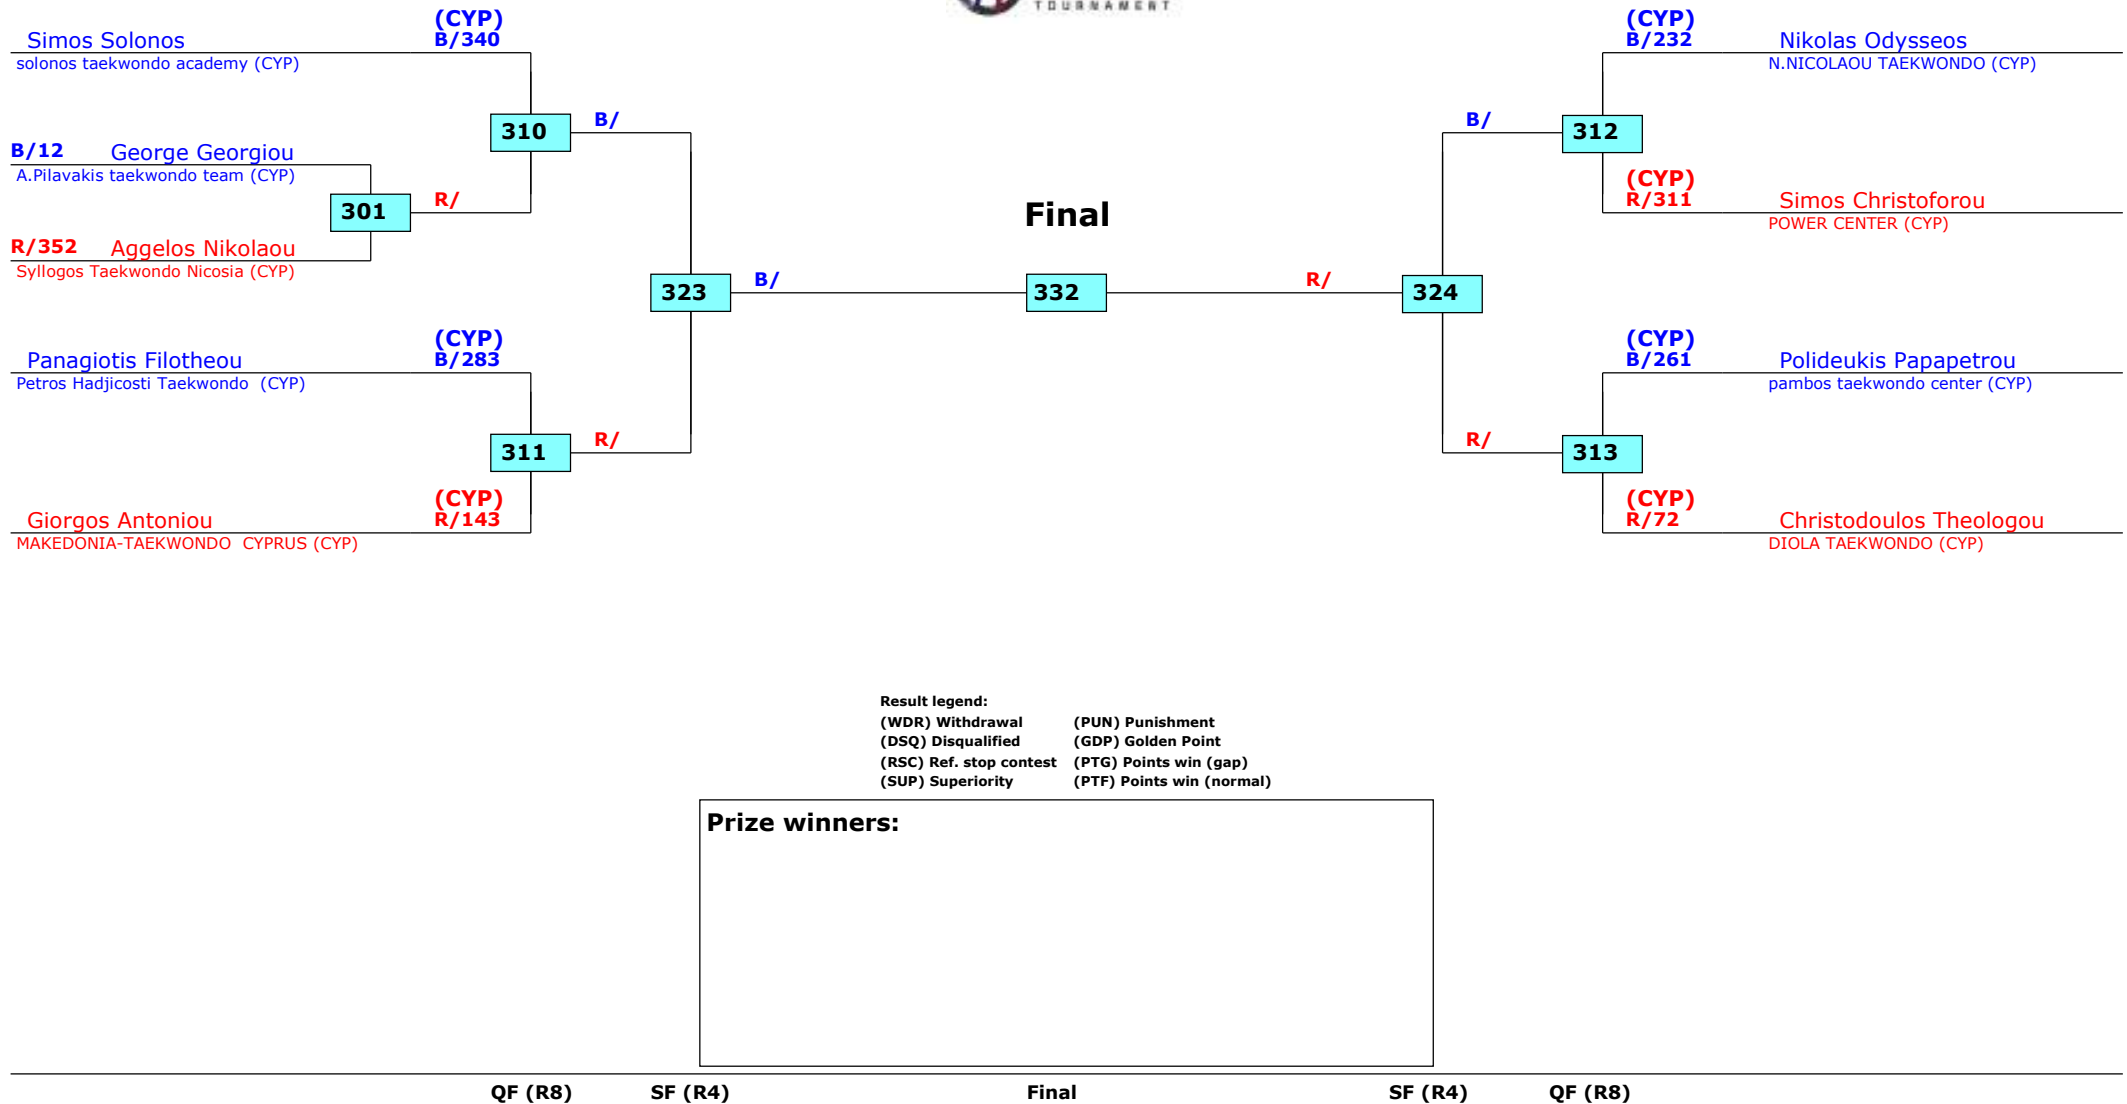 TOURNAMENT
(CYP)
Simos Solonos B/340
solonos taekwondo academy (CYP)
310
B/
B/12 George Georgiou
A.Pilavakis taekwondo team (CYP)
301
R/
R/352 Aggelos Nikolaou
Syllogos Taekwondo Nicosia (CYP)
323
B/
(CYP)
Panagiotis Filotheou B/283
Petros Hadjicosti Taekwondo (CYP)
311
R/
(CYP)
Giorgos Antoniou R/143
MAKEDONIA-TAEKWONDO CYPRUS (CYP)
Final
332
(CYP)
B/232 Nikolas Odysseos
N.NICOLAOU TAEKWONDO (CYP)
B/
312
(CYP)
R/311 Simos Christoforou
POWER CENTER (CYP)
R/
324
(CYP)
B/261 Polideukis Papapetrou
pambos taekwondo center (CYP)
R/
313
(CYP)
R/72 Christodoulos Theologou
DIOLA TAEKWONDO (CYP)
Result legend:
(WDR) Withdrawal (PUN) Punishment
(DSQ) Disqualified (GDP) Golden Point
(RSC) Ref. stop contest (PTG) Points win (gap)
(SUP) Superiority (PTF) Points win (normal)
Prize winners:
QF (R8) SF (R4) Final SF (R4) QF (R8)